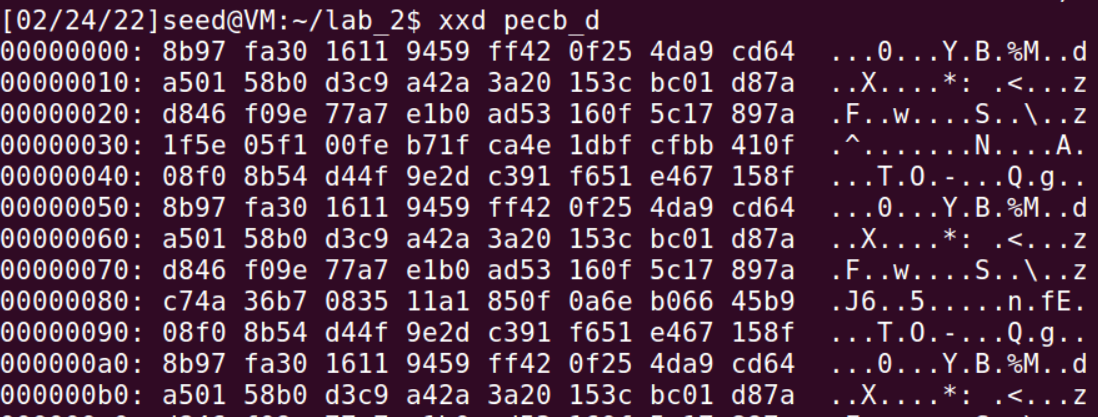 [02/24/22]seed@VM:~/lab_2$ xxd pecb_d
00000000: 8b97 fa30 1611 9459 ff42 0f25 4da9 cd64  ...0...Y.B.%M..d
00000010: a501 58b0 d3c9 a42a 3a20 153c bc01 d87a  ..X....*: .<...z
00000020: d846 f09e 77a7 e1b0 ad53 160f 5c17 897a  .F..w....S..\..z
00000030: 1f5e 05f1 00fe b71f ca4e 1dbf cfbb 410f  .^.......N....A.
00000040: 08f0 8b54 d44f 9e2d c391 f651 e467 158f  ...T.O.-...Q.g..
00000050: 8b97 fa30 1611 9459 ff42 0f25 4da9 cd64  ...0...Y.B.%M..d
00000060: a501 58b0 d3c9 a42a 3a20 153c bc01 d87a  ..X....*: .<...z
00000070: d846 f09e 77a7 e1b0 ad53 160f 5c17 897a  .F..w....S..\..z
00000080: c74a 36b7 0835 11a1 850f 0a6e b066 45b9  .J6..5.....n.fE.
00000090: 08f0 8b54 d44f 9e2d c391 f651 e467 158f  ...T.O.-...Q.g..
000000a0: 8b97 fa30 1611 9459 ff42 0f25 4da9 cd64  ...0...Y.B.%M..d
000000b0: a501 58b0 d3c9 a42a 3a20 153c bc01 d87a  ..X....*: .<...z